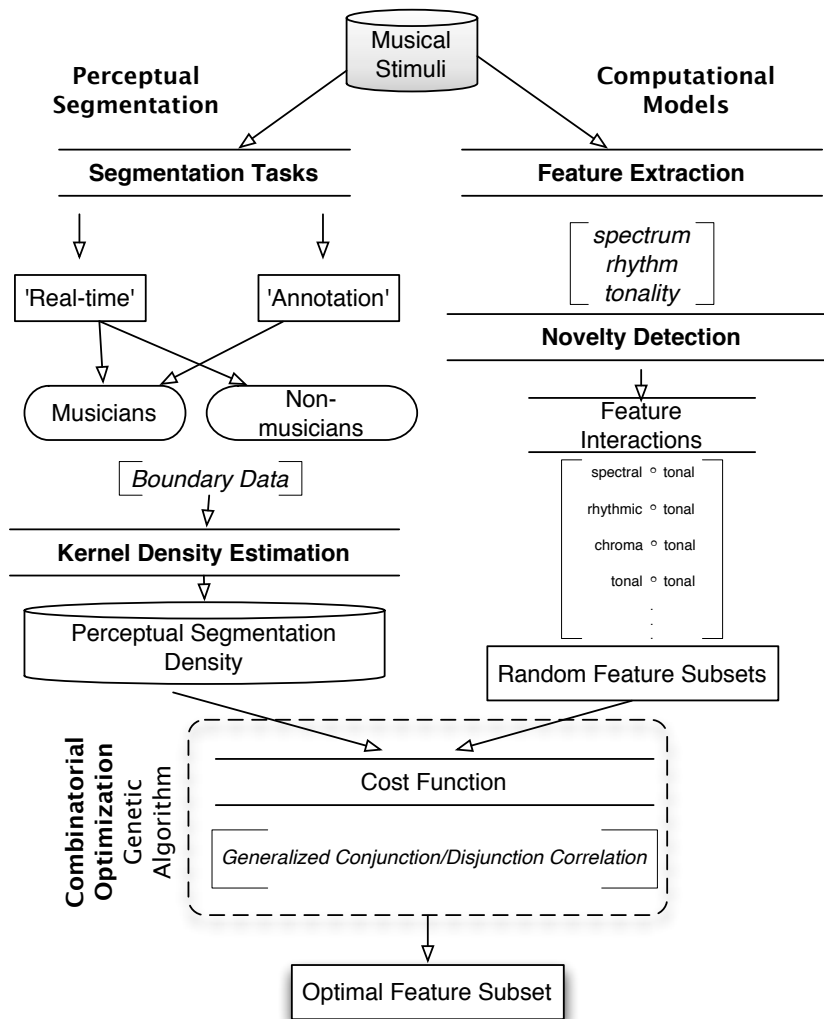 Musical
Stimuli
Perceptual
Segmentation
Computational
Models
Segmentation Tasks
Feature Extraction
spectrum
rhythm
tonality
'Real-time'
'Annotation'
Novelty Detection
Musicians
Non-
musicians
Feature
Interactions
spectral ° tonal
rhythmic ° tonal
chroma ° tonal
tonal ° tonal
.
.
.
Boundary Data
Kernel Density Estimation
Perceptual Segmentation
Density
Random Feature Subsets
Combinatorial
Optimization
Genetic
Algorithm
Cost Function
Generalized Conjunction/Disjunction Correlation
Optimal Feature Subset